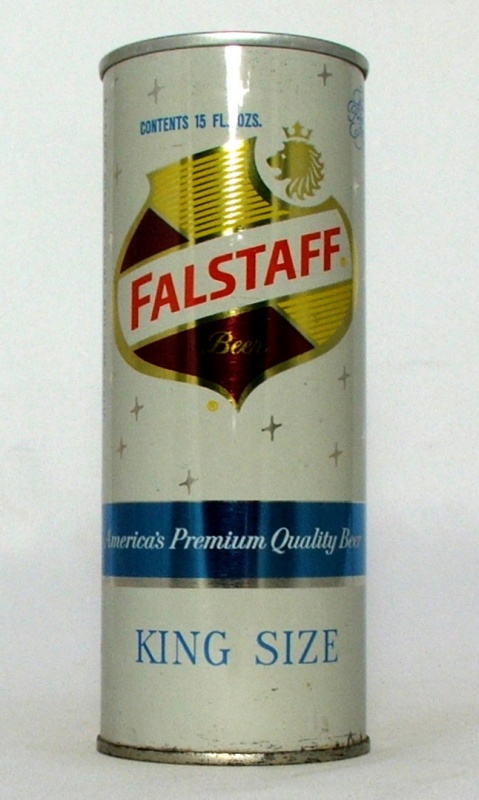 CONTENTS 15 FL. OZS.
FALSTAFF®
Beer
®
America's Premium Quality Beer
KING SIZE